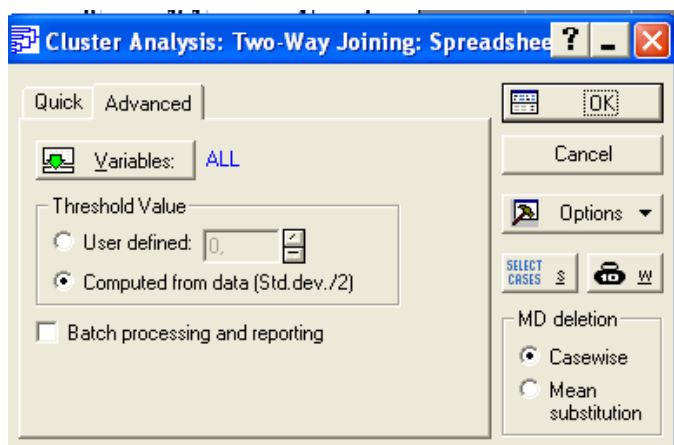 Cluster Analysis: Two-Way Joining: Spreadshee
?
Quick
Advanced
OK
Variables:
ALL
Cancel
Threshold Value
Options
User defined:
0,
Computed from data (Std.dev./2)
SELECT
CASES
S
W
Batch processing and reporting
MD deletion
Casewise
Mean
substitution